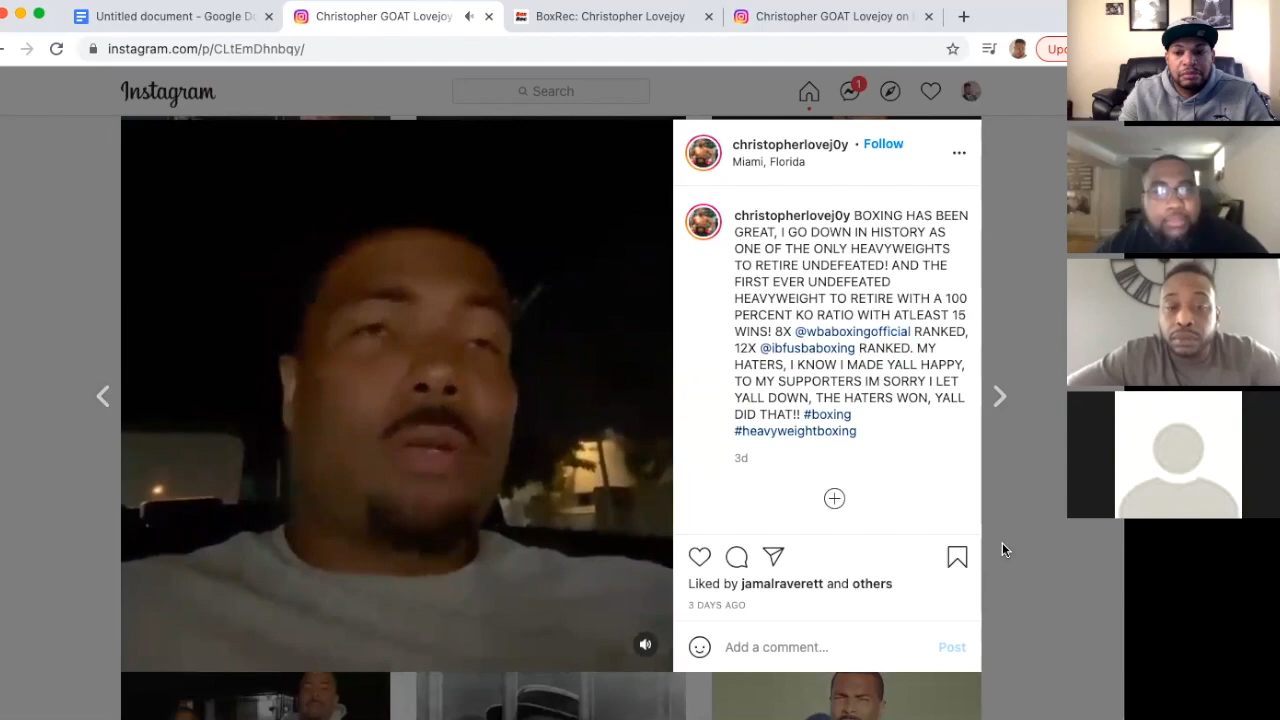 Untitled document - Google Do
Christopher GOAT Lovejoy
BoxRec: Christopher Lovejoy
Christopher GOAT Lovejoy on I
instagram.com/p/CLtEmDhnbqy/
Instagram
Search
1
christopherlovej0y • Follow
Miami, Florida
christopherlovej0y BOXING HAS BEEN
GREAT, I GO DOWN IN HISTORY AS
ONE OF THE ONLY HEAVYWEIGHTS
TO RETIRE UNDEFEATED! AND THE
FIRST EVER UNDEFEATED
HEAVYWEIGHT TO RETIRE WITH A 100
PERCENT KO RATIO WITH ATLEAST 15
WINS! 8X @wbaboxingofficial RANKED,
12X @ibfusbaboxing RANKED. MY
HATERS, I KNOW I MADE YALL HAPPY,
TO MY SUPPORTERS IM SORRY I LET
YALL DOWN, THE HATERS WON, YALL
DID THAT!! #boxing
#heavyweightboxing
3d
Liked by jamalraverett and others
3 DAYS AGO
Add a comment...
Post